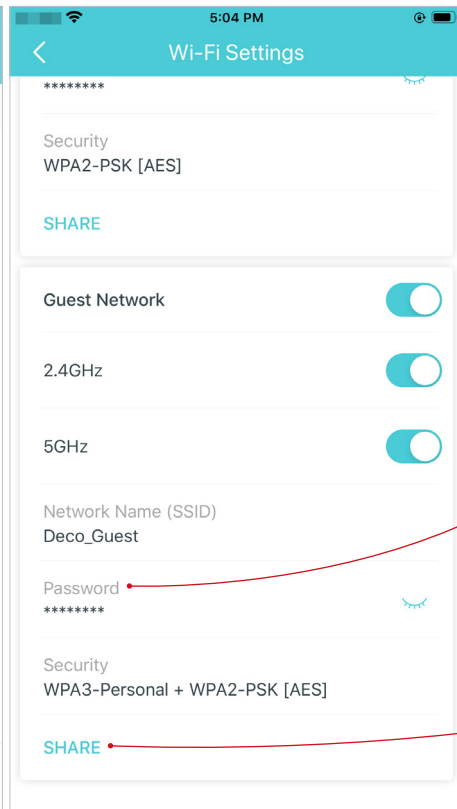 5:04 PM
Wi-Fi Settings
********
Security
WPA2-PSK [AES]
SHARE
Guest Network
2.4GHz
5GHz
Network Name (SSID)
Deco_Guest
Password
********
Security
WPA3-Personal + WPA2-PSK [AES]
SHARE